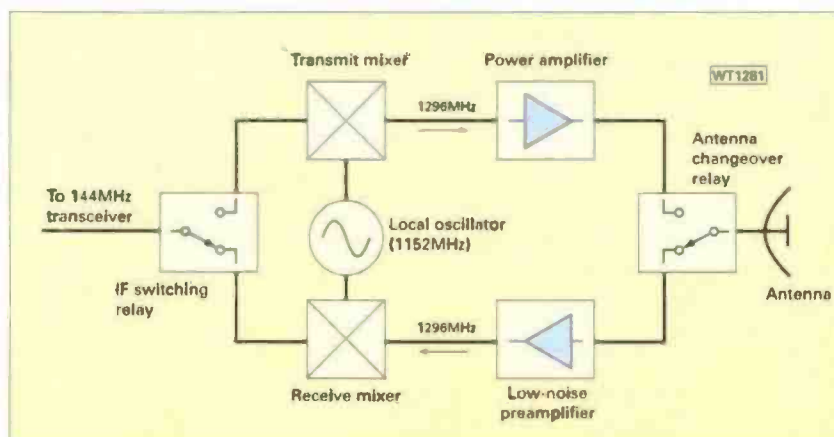 Transmit mixer
Power amplifier
WT1281
1296MHz
Antenna
changeover
relay
To 144MHz
transceiver
Local oscillator
(1152MHz)
IF switching
relay
Antenna
1296MHz
Receive mixer
Low-noise
preamplifier